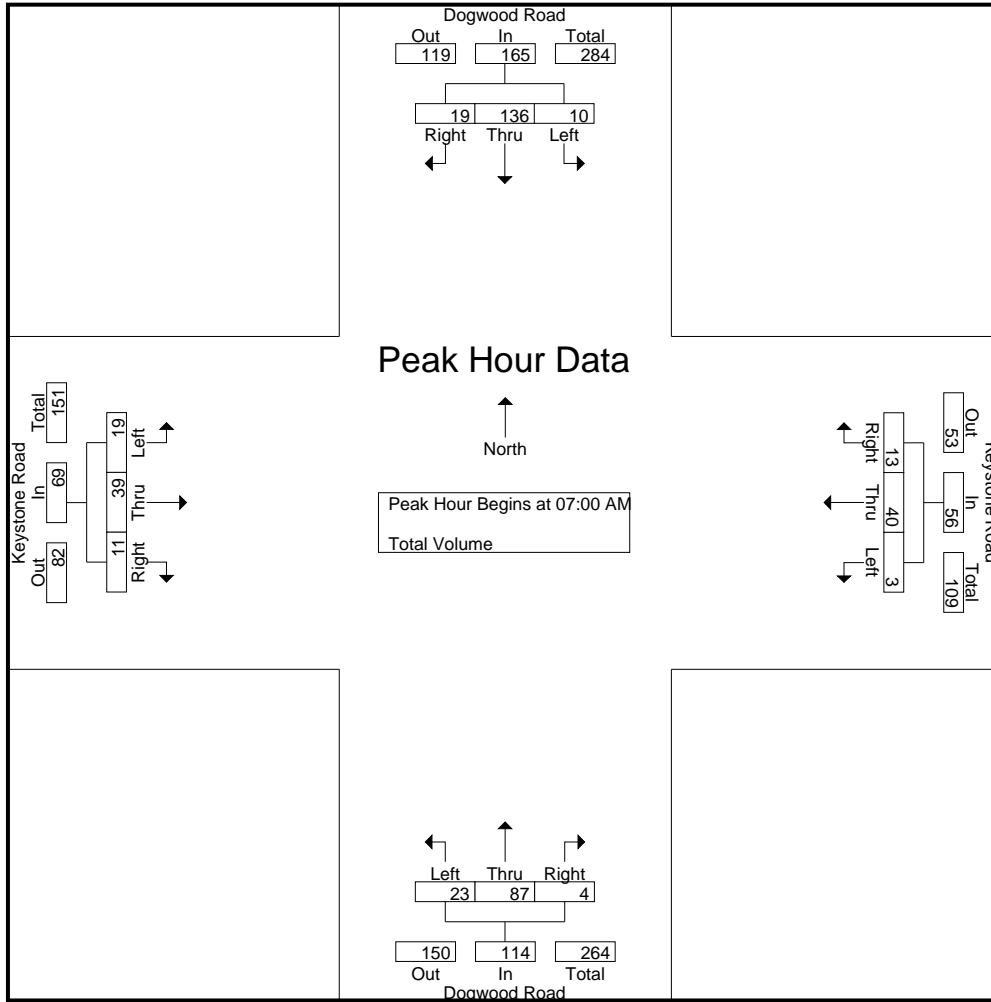 Dogwood Road
Out In Total
119 165 284
19 136 10
Right Thru Left
Peak Hour Data
North
Peak Hour Begins at 07:00 AM
Total Volume
Keystone Road
Total In Out
151 69 82
19 39 11
Left Thru Right
Keystone Road
Out In Total
53 56 109
13 40 3
Right Thru Left
Left Thru Right
23 87 4
150 114 264
Out In Total
Dogwood Road